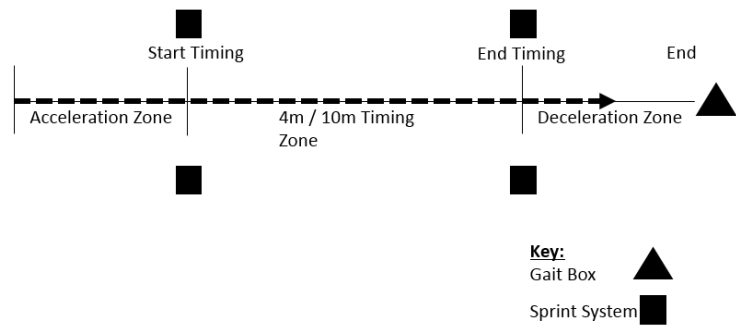 Start Timing
End Timing
End
Acceleration Zone
4m / 10m Timing
Zone
Deceleration Zone
Key:
Gait Box
Sprint System